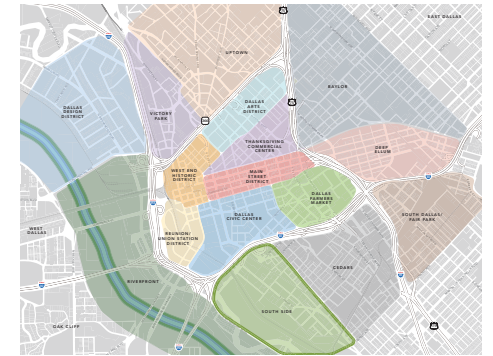 EAST DALLAS
UPTOWN
BAYLOR
DALLAS
DESIGN
DISTRICT
VICTORY
PARK
DALLAS
ARTS
DISTRICT
THANKSGIVING
COMMERCIAL
CENTER
DEEP
ELLUM
WEST END
HISTORIC
DISTRICT
MAIN
STREET
DISTRICT
DALLAS
FARMERS
MARKET
SOUTH DALLAS/
FAIR PARK
DALLAS
CIVIC CENTER
WEST
DALLAS
REUNION/
UNION STATION
DISTRICT
CEDARS
RIVERFRONT
SOUTH SIDE
OAK CLIFF